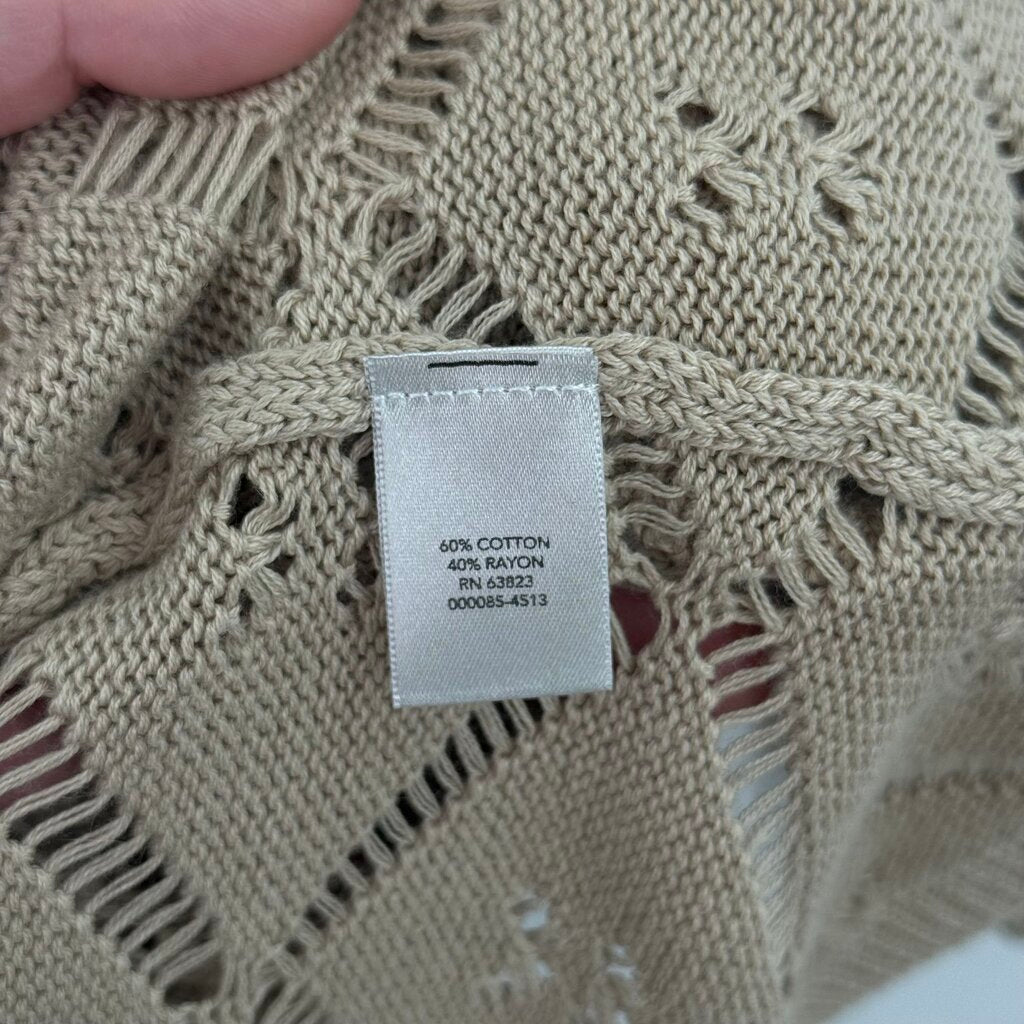 60% COTTON
40% RAYON
RN 63823
000085-4513